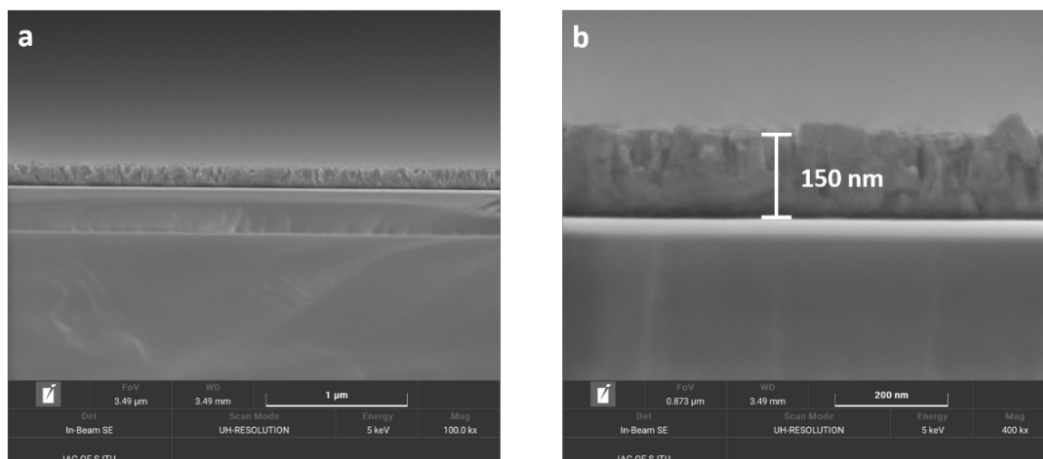 a
FoV WD 1 μm
3.49 μm 3.49 mm
Det Scan Mode Energy Mag
In-Beam SE UH-RESOLUTION 5 keV 100.0 kx
b
150 nm
FoV WD 200 nm
0.873 μm 3.49 mm
Det Scan Mode Energy Mag
In-Beam SE UH-RESOLUTION 5 keV 400 kx